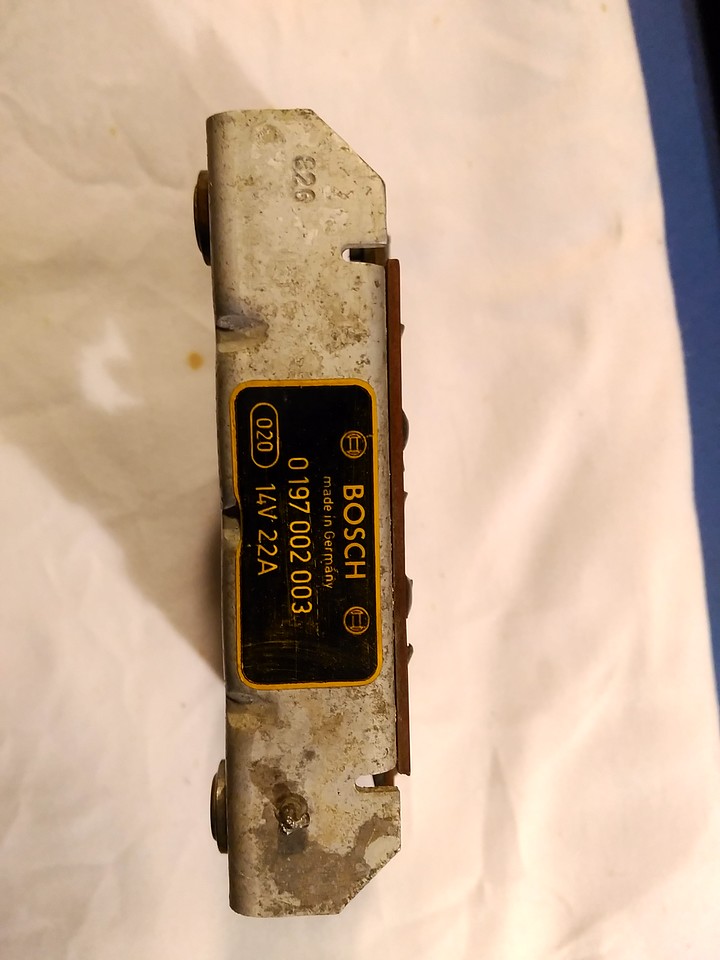 826
BOSCH
made in Germany
0 197 002 003
020 14V 22A